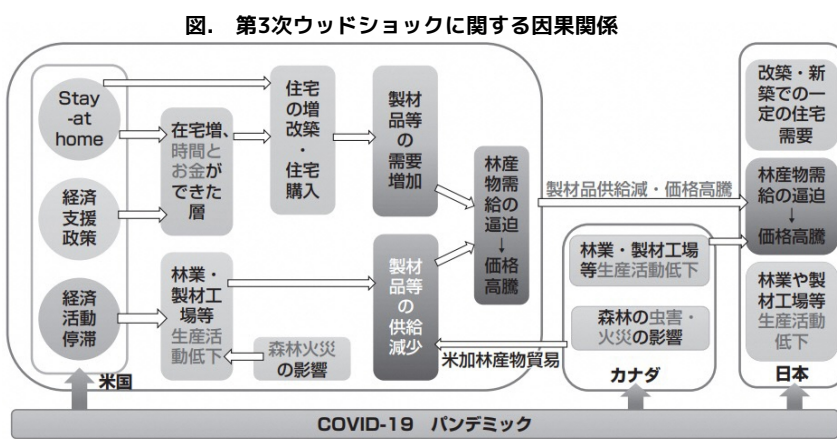 図. 第3次ウッドショックに関する因果関係
Stay
-at
home
経済
支援
政策
経済
活動
停滞
在宅増、
時間と
お金が
できた
層
林業・
製材工
場等
生産活
動低下
森林火災
の影響
住宅
の増
改築
・
住宅
購入
製材
品等
の
需要
増加
製材
品等
の
供給
減少
林産
物需
給の
逼迫
↓
価格
高騰
米国
製材品供給減・価格高騰
林業・製材工場
等生産活動低下
森林の虫害・
火災の影響
米加林産物貿易
カナダ
改築・新
築での一
定の住宅
需要
林産物需
給の逼迫
↓
価格高騰
林業や製
材工場等
生産活動
低下
日本
COVID-19 パンデミック